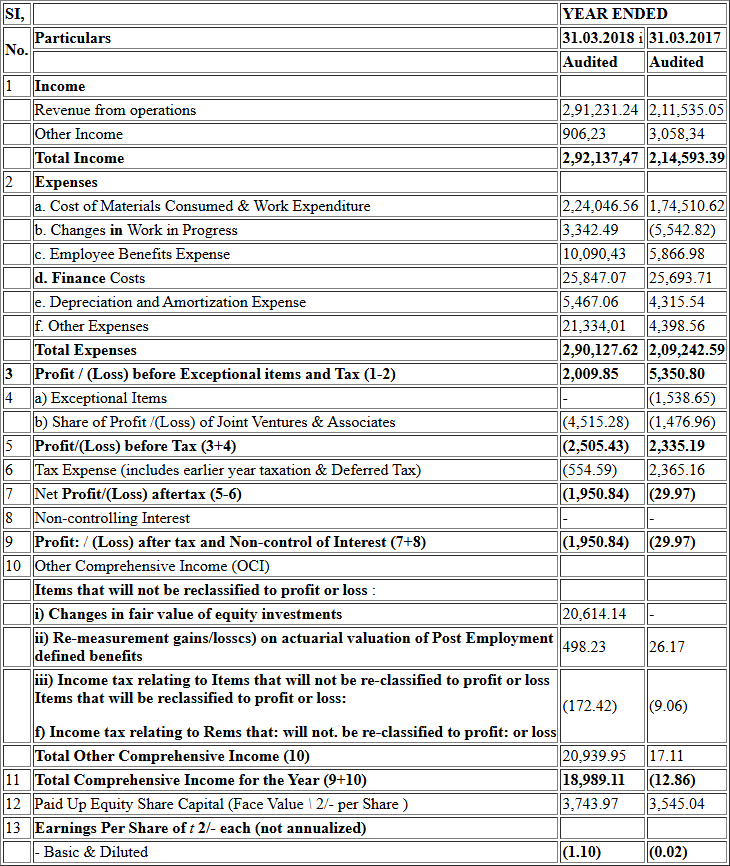 SI, YEAR ENDED
No. Particulars 31.03.2018 i 31.03.2017
Audited Audited
1 Income
Revenue from operations 2,91,231.24 2,11,535.05
Other Income 906,23 3,058,34
Total Income 2,92,137,47 2,14,593.39
2 Expenses
a. Cost of Materials Consumed & Work Expenditure 2,24,046.56 1,74,510.62
b. Changes in Work in Progress 3,342.49 (5,542.82)
c. Employee Benefits Expense 10,090,43 5,866.98
d. Finance Costs 25,847.07 25,693.71
e. Depreciation and Amortization Expense 5,467.06 4,315.54
f. Other Expenses 21,334,01 4,398.56
Total Expenses 2,90,127.62 2,09,242.59
3 Profit / (Loss) before Exceptional items and Tax (1-2) 2,009.85 5,350.80
4 a) Exceptional Items - (1,538.65)
b) Share of Profit /(Loss) of Joint Ventures & Associates (4,515.28) (1,476.96)
5 Profit/(Loss) before Tax (3+4) (2,505.43) 2,335.19
6 Tax Expense (includes earlier year taxation & Deferred Tax) (554.59) 2,365.16
7 Net Profit/(Loss) aftertax (5-6) (1,950.84) (29.97)
8 Non-controlling Interest - -
9 Profit: / (Loss) after tax and Non-control of Interest (7+8) (1,950.84) (29.97)
10 Other Comprehensive Income (OCI)
Items that will not be reclassified to profit or loss :
i) Changes in fair value of equity investments 20,614.14 -
ii) Re-measurement gains/losscs) on actuarial valuation of Post Employment
defined benefits 498.23 26.17
iii) Income tax relating to Items that will not be re-classified to profit or loss
Items that will be reclassified to profit or loss: (172.42) (9.06)
f) Income tax relating to Rems that: will not. be re-classified to profit: or loss
Total Other Comprehensive Income (10) 20,939.95 17.11
11 Total Comprehensive Income for the Year (9+10) 18,989.11 (12.86)
12 Paid Up Equity Share Capital (Face Value \ 2/- per Share ) 3,743.97 3,545.04
13 Earnings Per Share of t 2/- each (not annualized)
- Basic & Diluted (1.10) (0.02)